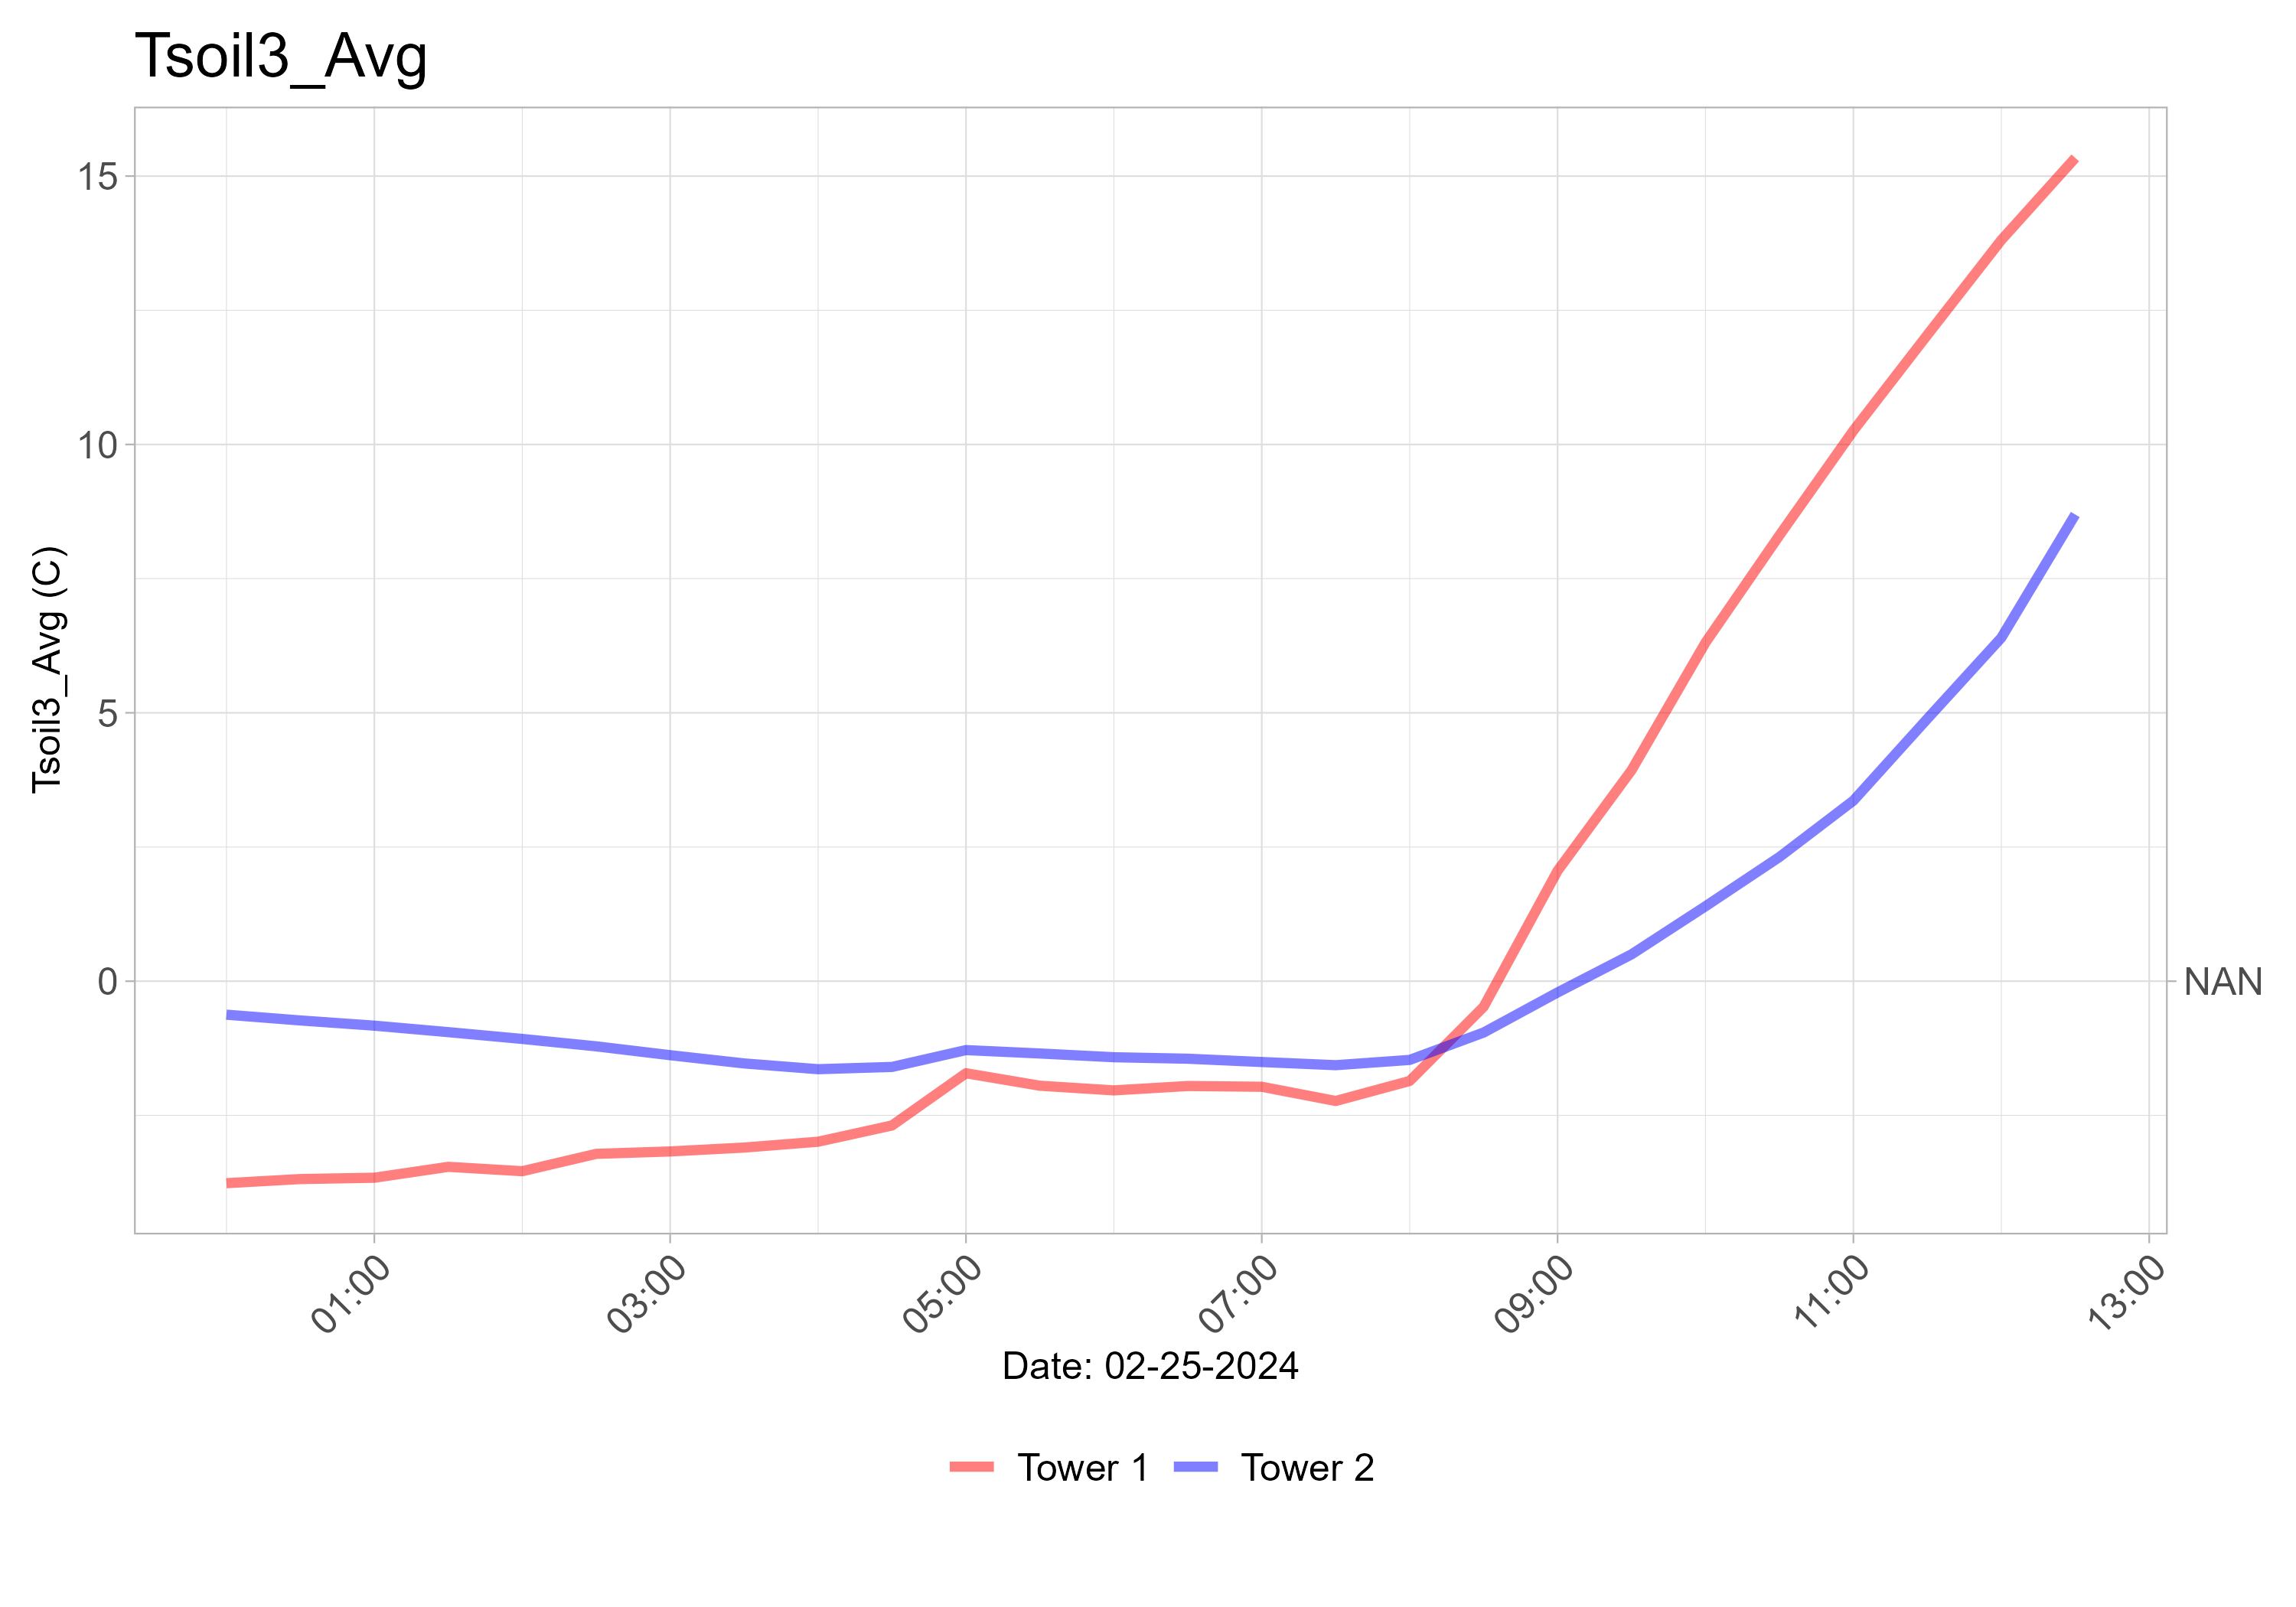 Tsoil3_Avg
Tsoil3_Avg (C)
15
10
5
0
NAN
01:00 03:00 05:00 07:00 09:00 11:00 13:00
Date: 02-25-2024
Tower 1 Tower 2